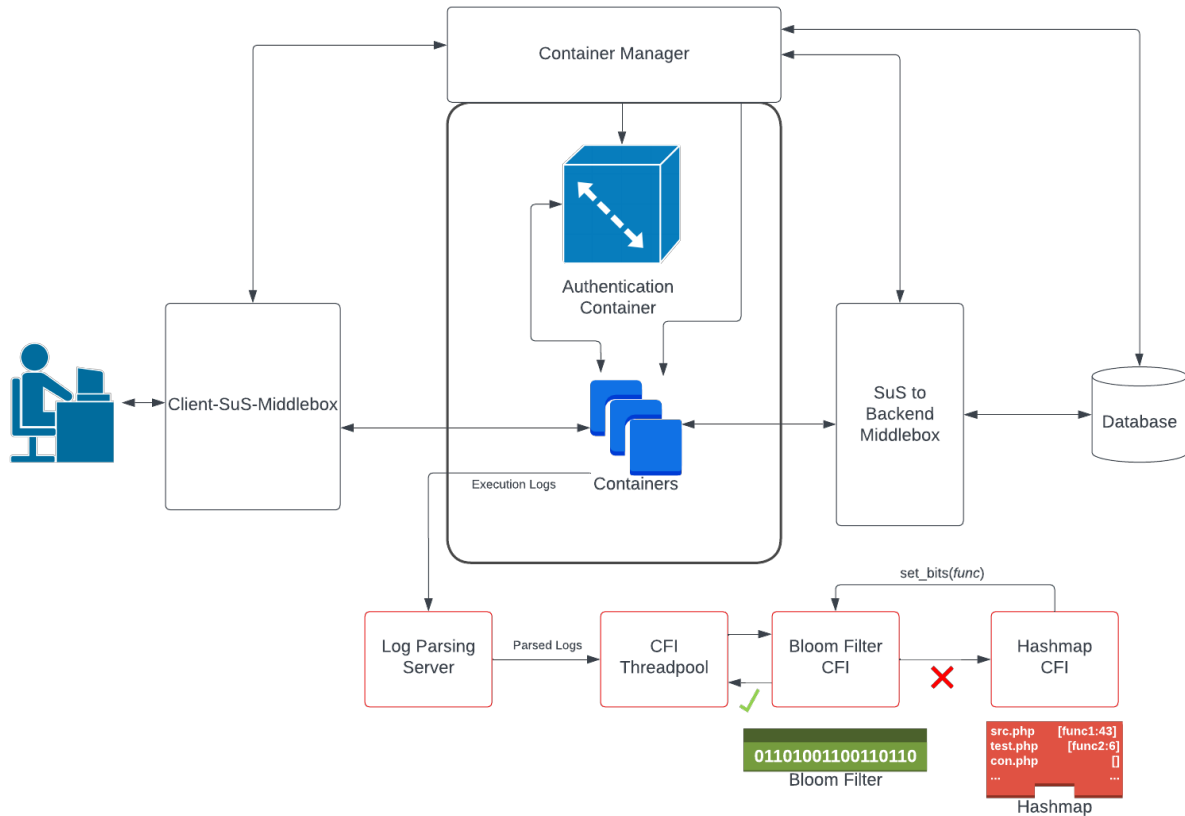 Container Manager
Authentication
Container
Client-SuS-Middlebox
SuS to
Backend
Middlebox
Database
Execution Logs
Containers
set_bits(func)
Log Parsing
Server
Parsed Logs
CFI
Threadpool
Bloom Filter
CFI
Hashmap
CFI
01101001100110110
Bloom Filter
src.php [func1:43]
test.php [func2:6]
con.php []
... ...
Hashmap